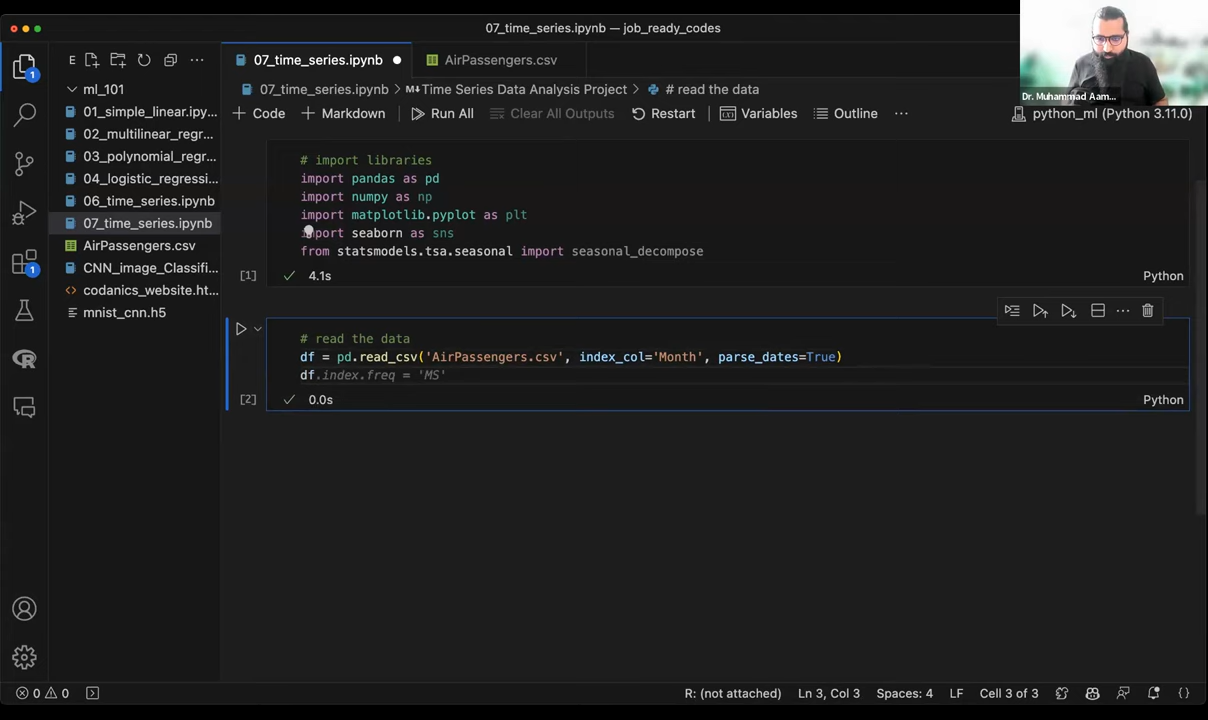 07_time_series.ipynb — job_ready_codes
E
07_time_series.ipynb
AirPassengers.csv
ml_101
01_simple_linear.ipy...
02_multilinear_regr...
03_polynomial_regr...
04_logistic_regressi...
06_time_series.ipynb
07_time_series.ipynb
AirPassengers.csv
CNN_image_Classifi...
codanics_website.ht...
mnist_cnn.h5
1
1
07_time_series.ipynb > M Time Series Data Analysis Project > # read the data
Code
Markdown
Run All
Clear All Outputs
Restart
Variables
Outline
...
python_ml (Python 3.11.0)
Dr. Muhammad Aam...
# import libraries
import pandas as pd
import numpy as np
import matplotlib.pyplot as plt
import seaborn as sns
from statsmodels.tsa.seasonal import seasonal_decompose
[1]
4.1s
Python
# read the data
df = pd.read_csv('AirPassengers.csv', index_col='Month', parse_dates=True)
df.index.freq = 'MS'
[2]
0.0s
Python
0
0
R: (not attached)
Ln 3, Col 3
Spaces: 4
LF
Cell 3 of 3